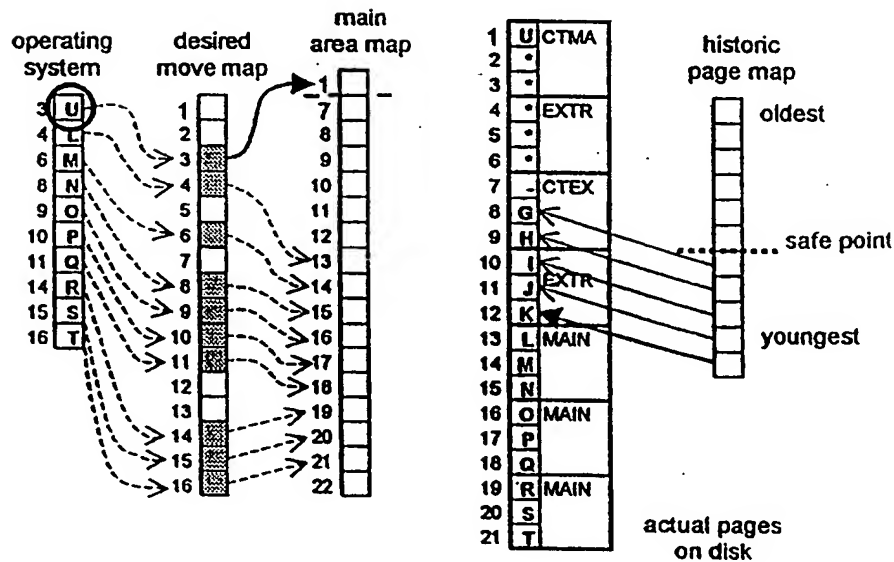 operating
system
3 U
4 L
6 M
8 N
9 O
10 P
11 Q
14 R
15 S
16 T
desired
move map
1
2
3
4
5
6
7
8
9
10
11
12
13
14
15
16
main
area map
1
7
8
9
10
11
12
13
14
15
16
17
18
19
20
21
22
1 U CTMA
2 *
3 *
4 * EXTR
5 *
6 *
7 - CTEX
8 G
9 H
10 I
11 J EXTR
12 K
13 L MAIN
14 M
15 N
16 O MAIN
17 P
18 Q
19 R MAIN
20 S
21 T
actual pages
on disk
historic
page map
oldest
safe point
youngest